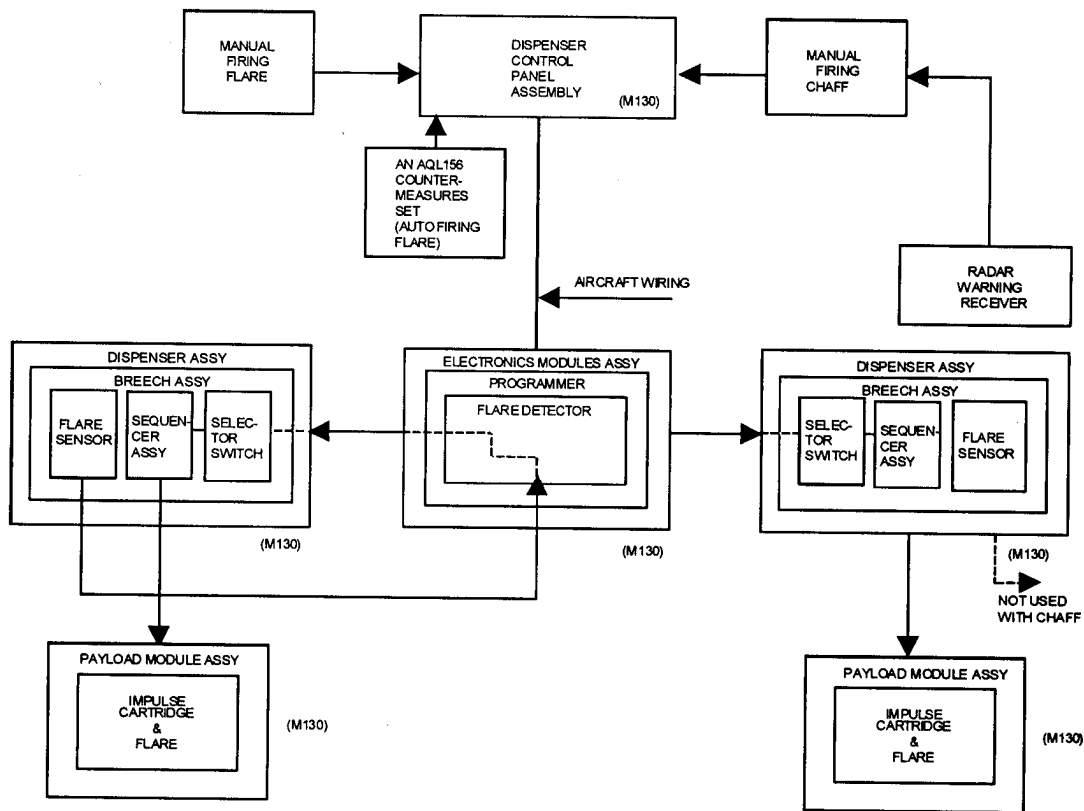 MANUAL
FIRING
FLARE
DISPENSER
CONTROL
PANEL
ASSEMBLY
(M130)
MANUAL
FIRING
CHAFF
AN AQL156
COUNTER-
MEASURES
SET
(AUTO FIRING
FLARE)
RADAR
WARNING
RECEIVER
AIRCRAFT WIRING
DISPENSER ASSY
BREECH ASSY
FLARE
SENSOR
SEQUEN-
CER
ASSY
SELEC-
TOR
SWITCH
(M130)
ELECTRONICS MODULES ASSY
PROGRAMMER
FLARE DETECTOR
(M130)
DISPENSER ASSY
BREECH ASSY
SELEC-
TOR
SWITCH
SEQUEN-
CER
ASSY
FLARE
SENSOR
(M130)
NOT USED
WITH CHAFF
PAYLOAD MODULE ASSY
IMPULSE
CARTRIDGE
&
FLARE
(M130)
PAYLOAD MODULE ASSY
IMPULSE
CARTRIDGE
&
FLARE
(M130)